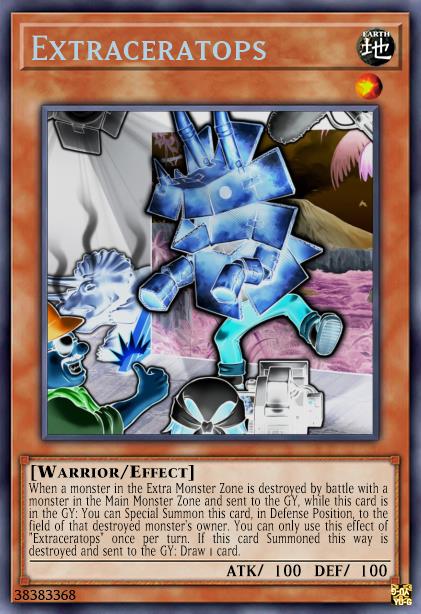 EXTRACERATOPS
EARTH
地
[WARRIOR/EFFECT]
When a monster in the Extra Monster Zone is destroyed by battle with a
monster in the Main Monster Zone and sent to the GY, while this card is
in the GY: You can Special Summon this card, in Defense Position, to the
field of that destroyed monster's owner. You can only use this effect of
"Extraceratops" once per turn. If this card Summoned this way is
destroyed and sent to the GY: Draw 1 card.
ATK/ 100 DEF/ 100
38383368